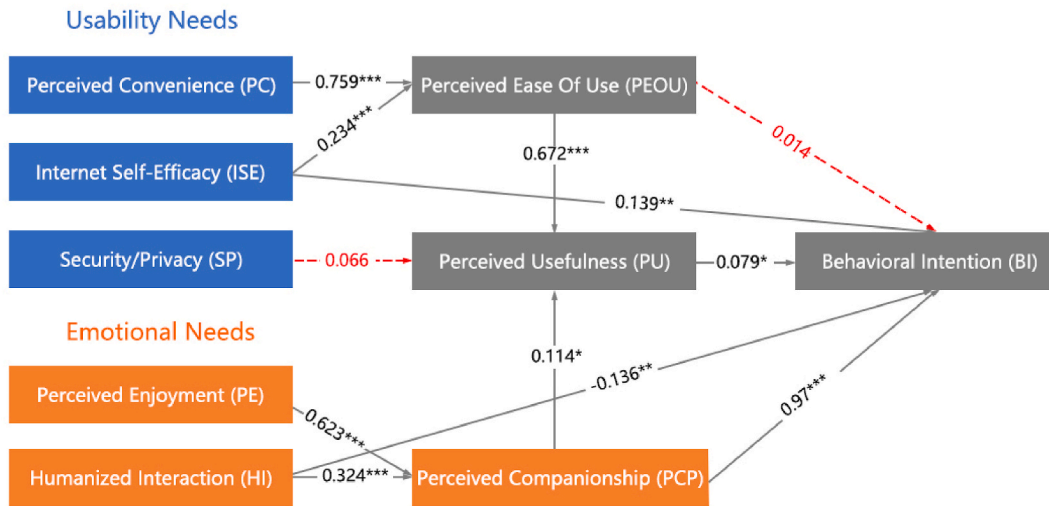 Usability Needs
Perceived Convenience (PC)
0.759***
Perceived Ease Of Use (PEOU)
0.234***
0.014
0.672***
Internet Self-Efficacy (ISE)
0.139**
Security/Privacy (SP)
0.066
Perceived Usefulness (PU)
0.079*
Behavioral Intention (BI)
Emotional Needs
0.114*
-0.136**
Perceived Enjoyment (PE)
0.97***
0.623***
Humanized Interaction (HI)
0.324***
Perceived Companionship (PCP)